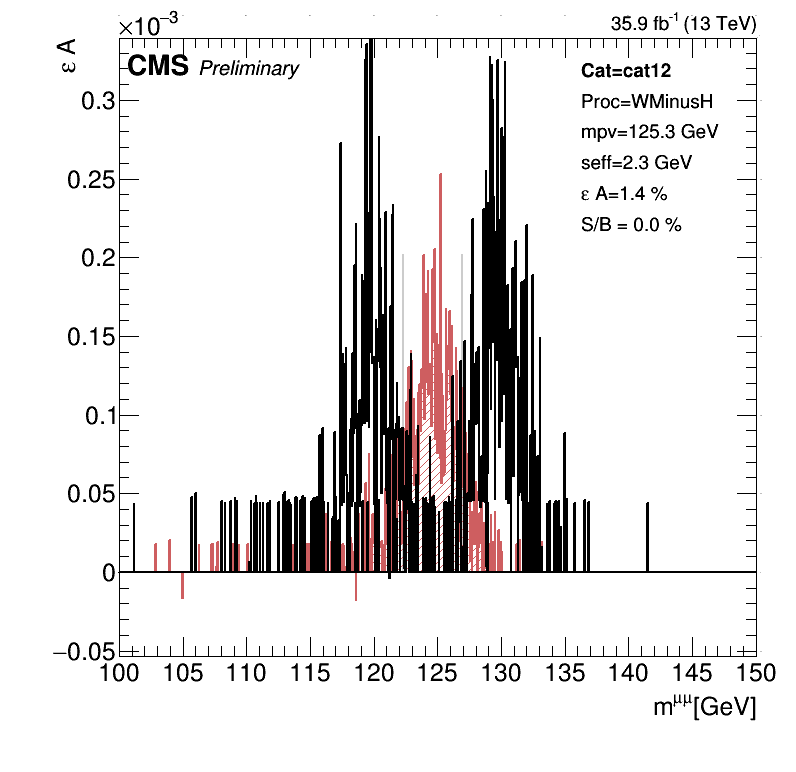 ×10⁻³
35.9 fb⁻¹ (13 TeV)
ε A
CMS Preliminary
Cat=cat12
Proc=WMinusH
mpv=125.3 GeV
seff=2.3 GeV
ε A=1.4 %
S/B = 0.0 %
0.3
0.25
0.2
0.15
0.1
0.05
0
−0.05
100 105 110 115 120 125 130 135 140 145 150
m^μμ[GeV]